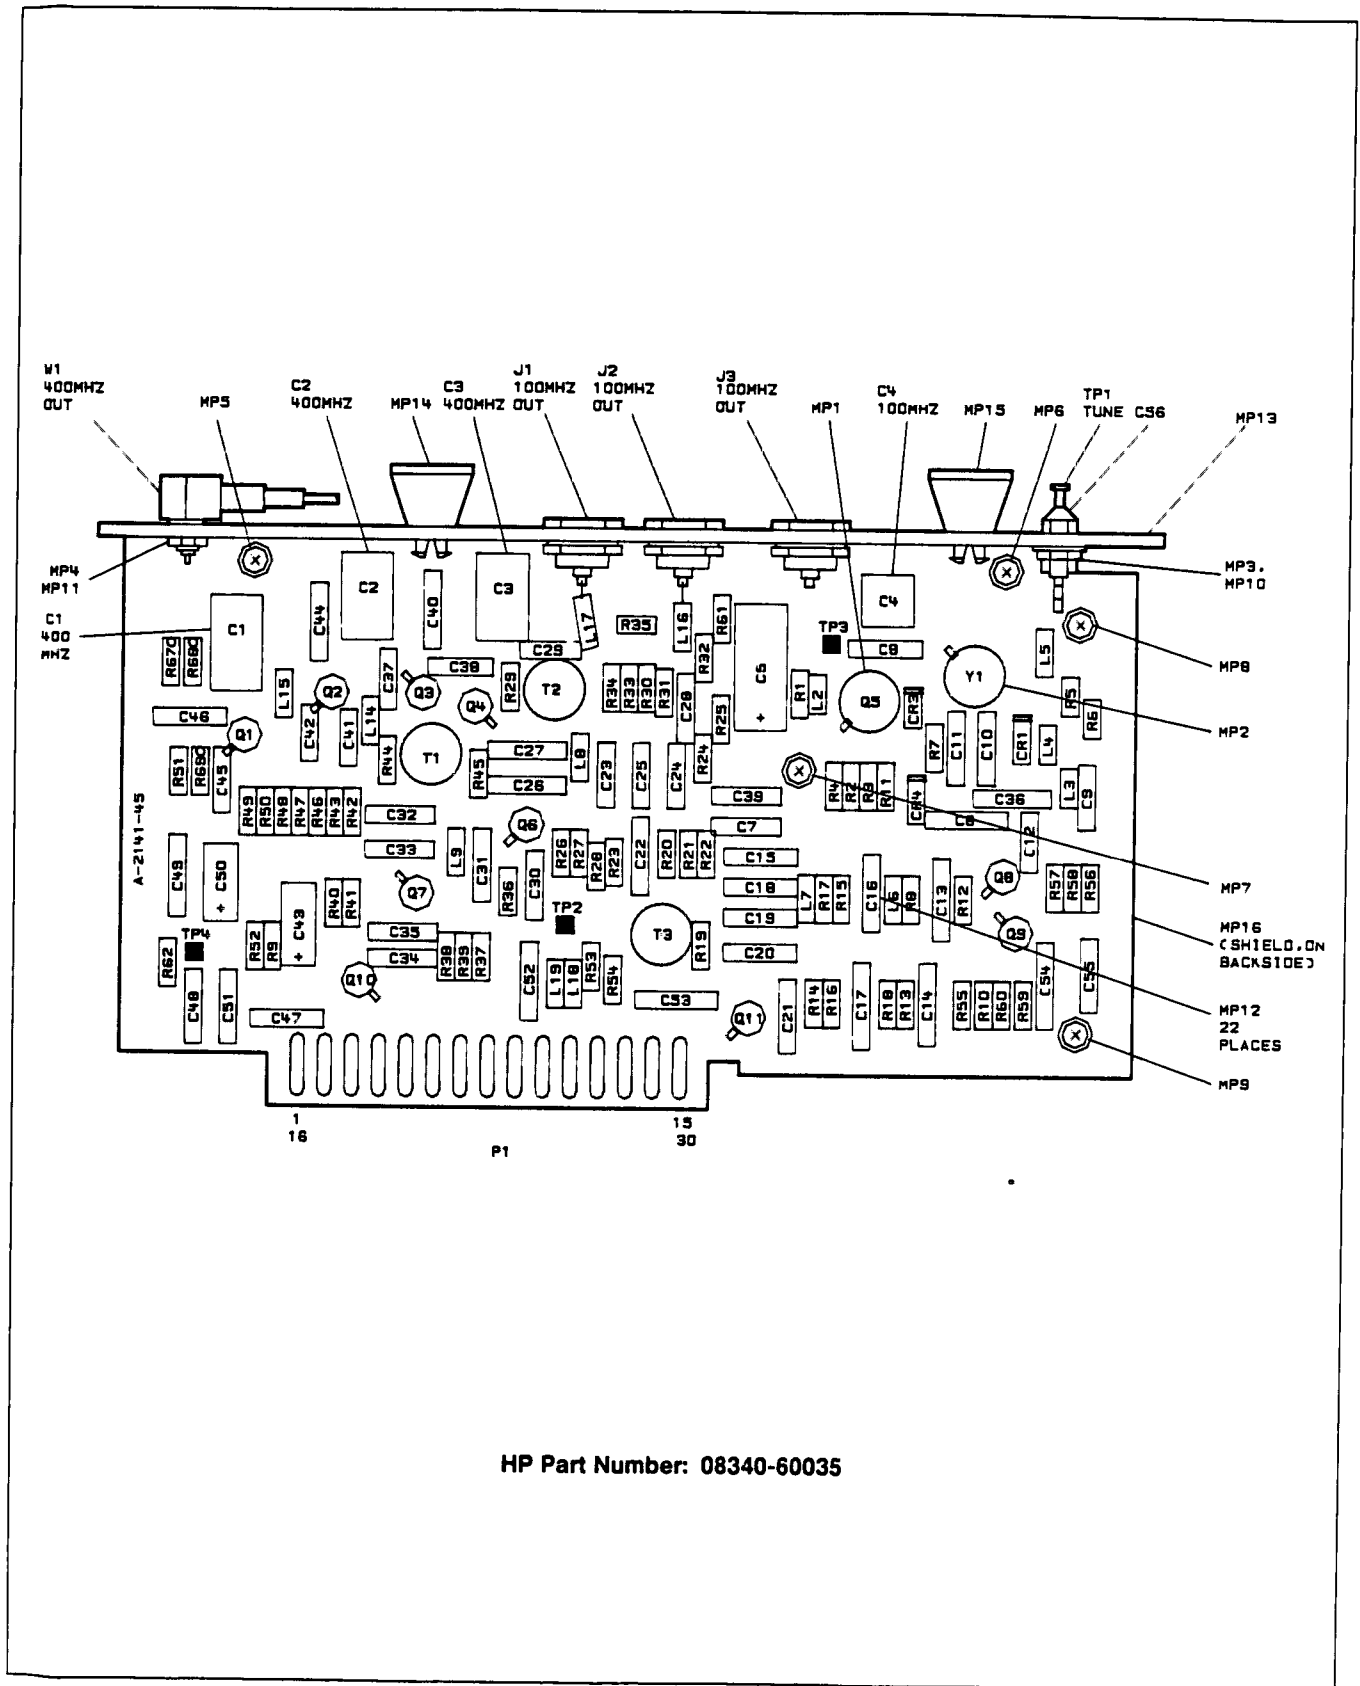 W1
400MHZ
OUT
MP5
C2
400MHZ
MP14
C3
400MHZ
J1
100MHZ
OUT
J2
100MHZ
OUT
J3
100MHZ
OUT
MP1
C4
100MHZ
MP15
MP6
TP1
TUNE C56
MP13
MP4
MP11
C1
400
MHZ
MP3.
MP10
MP8
MP2
MP7
MP16
(SHIELD.ON
BACKSIDE)
MP12
22
PLACES
MP9
A-2141-45
C1
C44
C2
C40
C3
L17
R35
L16
R61
C5
+
TP3
C4
C8
L5
R67
R68
L15
Q2
C37
Q3
C38
Q4
R29
C29
T2
R34
R33
R30
R31
C28
R32
R25
R1
L2
Q5
CR3
Y1
R5
R6
C46
Q1
C42
C41
L14
R44
T1
R45
C27
C26
L8
C23
C25
C24
R24
R7
C11
C10
CR1
L4
R51
C45
R49
R50
R48
R47
R46
R43
R42
C32
C33
Q6
C39
C7
R4
R2
R3
R11
CR4
C36
L3
C9
C12
C49
C50
+
C43
+
R40
R41
Q7
L9
C31
R36
C30
R26
R27
R28
R23
C22
R20
R21
R22
C15
C18
C19
C20
L7
R17
R15
C16
L6
R8
C13
R12
Q8
Q9
R57
R58
R56
R62
TP4
R52
R9
C35
C34
R38
R39
R37
Q10
TP2
T3
R19
C52
L19
L18
R53
R54
C53
Q11
C21
R14
R16
C17
R18
R13
C14
R55
R10
R60
R59
C54
C55
C48
C51
C47
1
16
15
30
P1
HP Part Number: 08340-60035